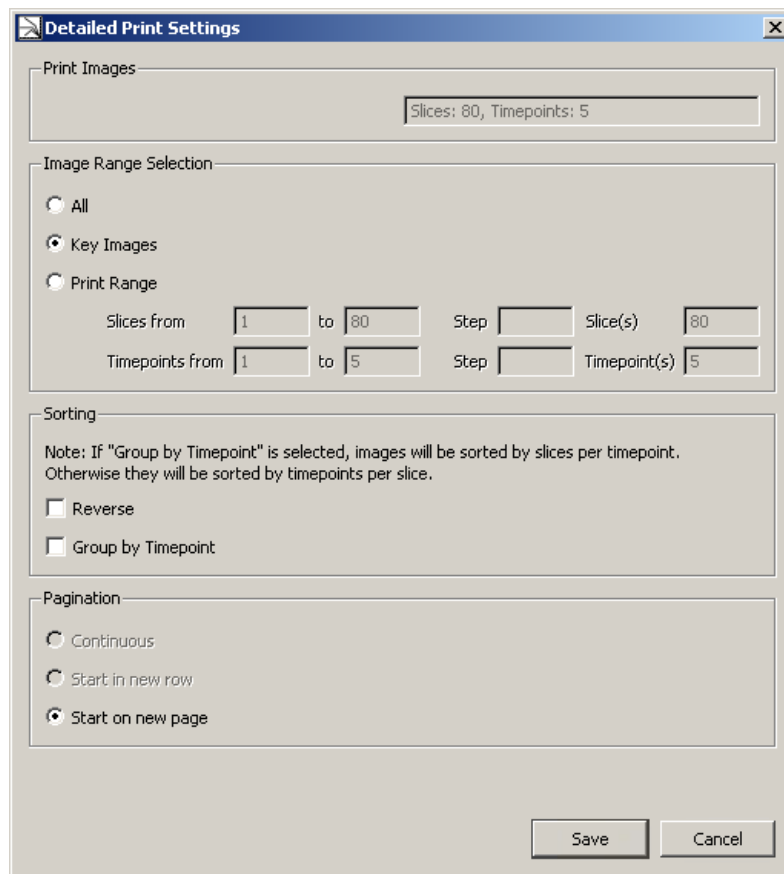 Detailed Print Settings
Print Images
Slices: 80, Timepoints: 5
Image Range Selection
All
Key Images
Print Range
Slices from 1 to 80 Step Slice(s) 80
Timepoints from 1 to 5 Step Timepoint(s) 5
Sorting
Note: If "Group by Timepoint" is selected, images will be sorted by slices per timepoint.
Otherwise they will be sorted by timepoints per slice.
Reverse
Group by Timepoint
Pagination
Continuous
Start in new row
Start on new page
Save Cancel